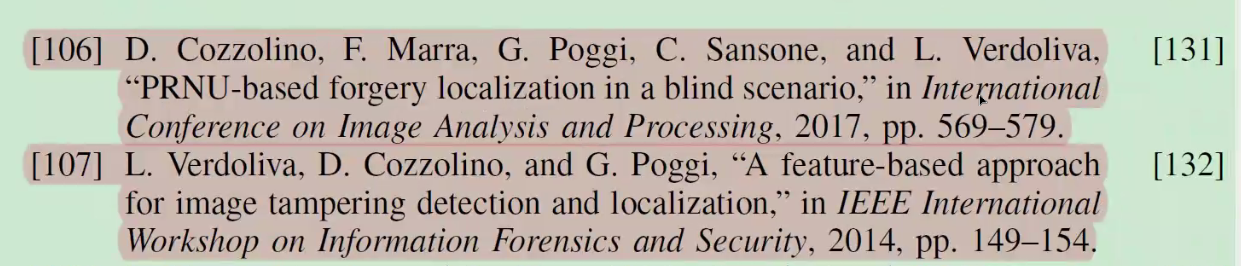 [106] D. Cozzolino, F. Marra, G. Poggi, C. Sansone, and L. Verdoliva,
“PRNU-based forgery localization in a blind scenario,” in International
Conference on Image Analysis and Processing, 2017, pp. 569–579.
[107] L. Verdoliva, D. Cozzolino, and G. Poggi, “A feature-based approach
for image tampering detection and localization,” in IEEE International
Workshop on Information Forensics and Security, 2014, pp. 149–154.
[131]
[132]